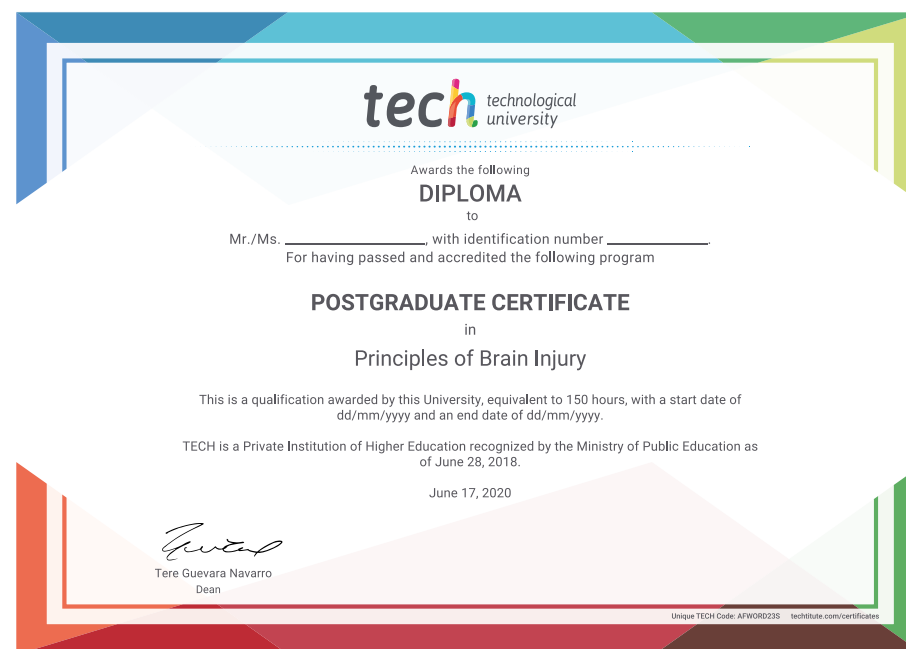 tech technological
university
Awards the following
DIPLOMA
to
Mr./Ms. ____________________, with identification number ______________.
For having passed and accredited the following program
POSTGRADUATE CERTIFICATE
in
Principles of Brain Injury
This is a qualification awarded by this University, equivalent to 150 hours, with a start date of
dd/mm/yyyy and an end date of dd/mm/yyyy.
TECH is a Private Institution of Higher Education recognized by the Ministry of Public Education as
of June 28, 2018.
June 17, 2020
Tere Guevara Navarro
Dean
Unique TECH Code: AFWORD23S techtitute.com/certificates